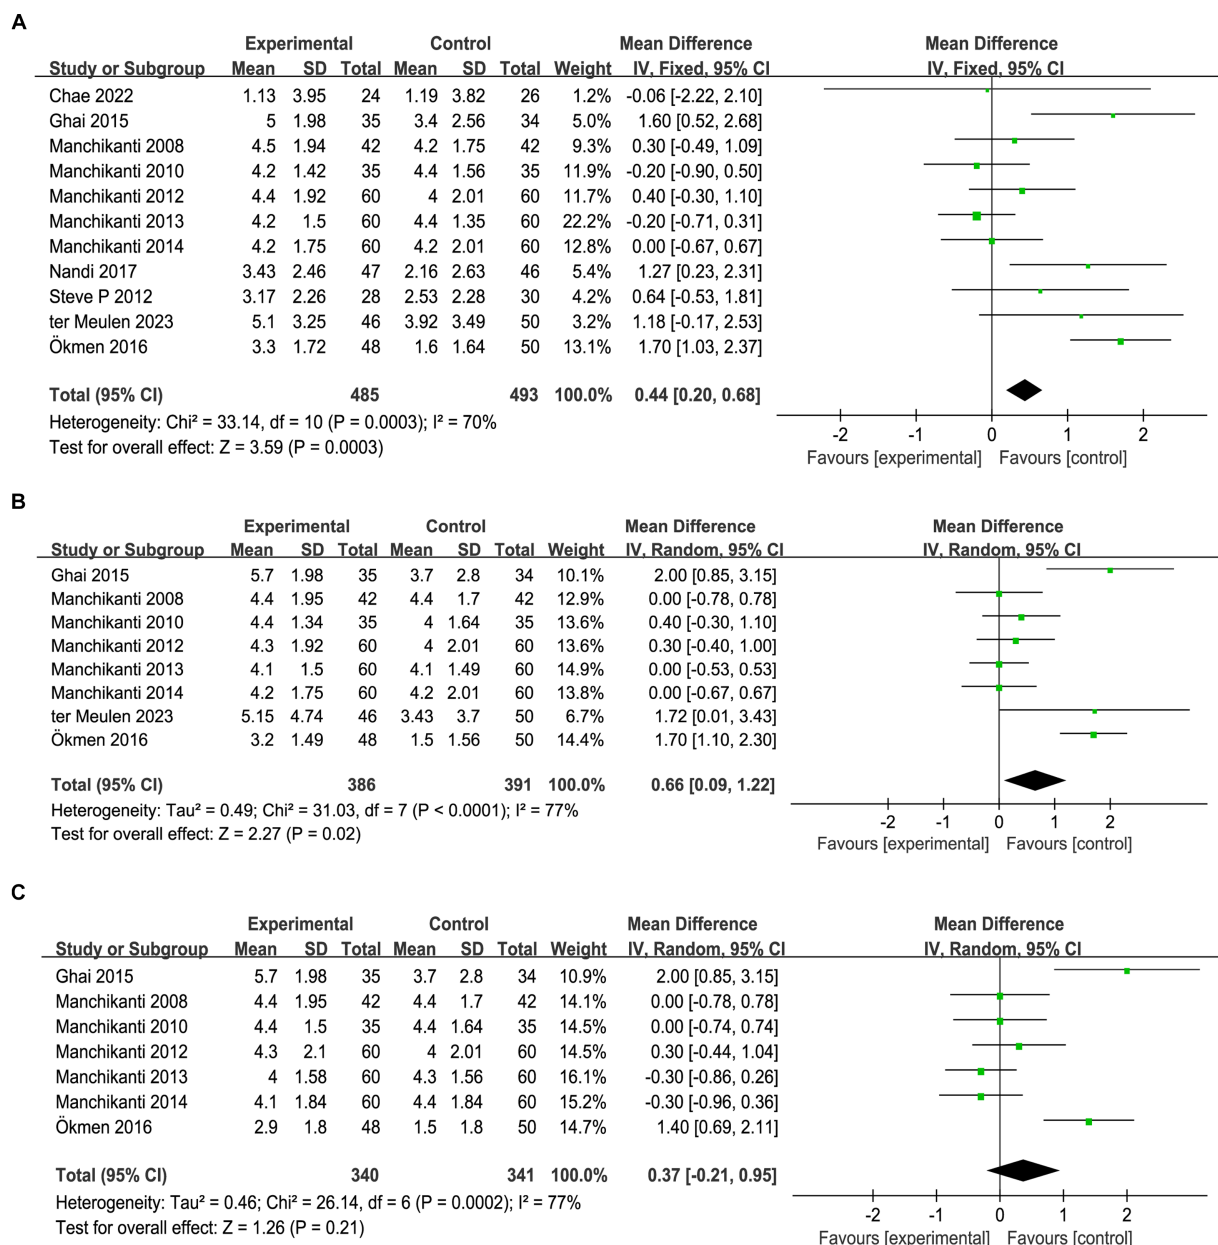 A
Experimental Control Mean Difference Mean Difference
Study or Subgroup Mean SD Total Mean SD Total Weight IV, Fixed, 95% CI IV, Fixed, 95% CI
Chae 2022 1.13 3.95 24 1.19 3.82 26 1.2% -0.06 [-2.22, 2.10]
Ghai 2015 5 1.98 35 3.4 2.56 34 5.0% 1.60 [0.52, 2.68]
Manchikanti 2008 4.5 1.94 42 4.2 1.75 42 9.3% 0.30 [-0.49, 1.09]
Manchikanti 2010 4.2 1.42 35 4.4 1.56 35 11.9% -0.20 [-0.90, 0.50]
Manchikanti 2012 4.4 1.92 60 4 2.01 60 11.7% 0.40 [-0.30, 1.10]
Manchikanti 2013 4.2 1.5 60 4.4 1.35 60 22.2% -0.20 [-0.71, 0.31]
Manchikanti 2014 4.2 1.75 60 4.2 2.01 60 12.8% 0.00 [-0.67, 0.67]
Nandi 2017 3.43 2.46 47 2.16 2.63 46 5.4% 1.27 [0.23, 2.31]
Steve P 2012 3.17 2.26 28 2.53 2.28 30 4.2% 0.64 [-0.53, 1.81]
ter Meulen 2023 5.1 3.25 46 3.92 3.49 50 3.2% 1.18 [-0.17, 2.53]
Ökmen 2016 3.3 1.72 48 1.6 1.64 50 13.1% 1.70 [1.03, 2.37]
Total (95% CI) 485 493 100.0% 0.44 [0.20, 0.68]
Heterogeneity: Chi² = 33.14, df = 10 (P = 0.0003); I² = 70%
Test for overall effect: Z = 3.59 (P = 0.0003)
-2 -1 0 1 2
Favours [experimental] Favours [control]
B
Experimental Control Mean Difference Mean Difference
Study or Subgroup Mean SD Total Mean SD Total Weight IV, Random, 95% CI IV, Random, 95% CI
Ghai 2015 5.7 1.98 35 3.7 2.8 34 10.1% 2.00 [0.85, 3.15]
Manchikanti 2008 4.4 1.95 42 4.4 1.7 42 12.9% 0.00 [-0.78, 0.78]
Manchikanti 2010 4.4 1.34 35 4 1.64 35 13.6% 0.40 [-0.30, 1.10]
Manchikanti 2012 4.3 1.92 60 4 2.01 60 13.6% 0.30 [-0.40, 1.00]
Manchikanti 2013 4.1 1.5 60 4.1 1.49 60 14.9% 0.00 [-0.53, 0.53]
Manchikanti 2014 4.2 1.75 60 4.2 2.01 60 13.8% 0.00 [-0.67, 0.67]
ter Meulen 2023 5.15 4.74 46 3.43 3.7 50 6.7% 1.72 [0.01, 3.43]
Ökmen 2016 3.2 1.49 48 1.5 1.56 50 14.4% 1.70 [1.10, 2.30]
Total (95% CI) 386 391 100.0% 0.66 [0.09, 1.22]
Heterogeneity: Tau² = 0.49; Chi² = 31.03, df = 7 (P < 0.0001); I² = 77%
Test for overall effect: Z = 2.27 (P = 0.02)
-2 -1 0 1 2
Favours [experimental] Favours [control]
C
Experimental Control Mean Difference Mean Difference
Study or Subgroup Mean SD Total Mean SD Total Weight IV, Random, 95% CI IV, Random, 95% CI
Ghai 2015 5.7 1.98 35 3.7 2.8 34 10.9% 2.00 [0.85, 3.15]
Manchikanti 2008 4.4 1.95 42 4.4 1.7 42 14.1% 0.00 [-0.78, 0.78]
Manchikanti 2010 4.4 1.5 35 4.4 1.64 35 14.5% 0.00 [-0.74, 0.74]
Manchikanti 2012 4.3 2.1 60 4 2.01 60 14.5% 0.30 [-0.44, 1.04]
Manchikanti 2013 4 1.58 60 4.3 1.56 60 16.1% -0.30 [-0.86, 0.26]
Manchikanti 2014 4.1 1.84 60 4.4 1.84 60 15.2% -0.30 [-0.96, 0.36]
Ökmen 2016 2.9 1.8 48 1.5 1.8 50 14.7% 1.40 [0.69, 2.11]
Total (95% CI) 340 341 100.0% 0.37 [-0.21, 0.95]
Heterogeneity: Tau² = 0.46; Chi² = 26.14, df = 6 (P = 0.0002); I² = 77%
Test for overall effect: Z = 1.26 (P = 0.21)
-2 -1 0 1 2
Favours [experimental] Favours [control]